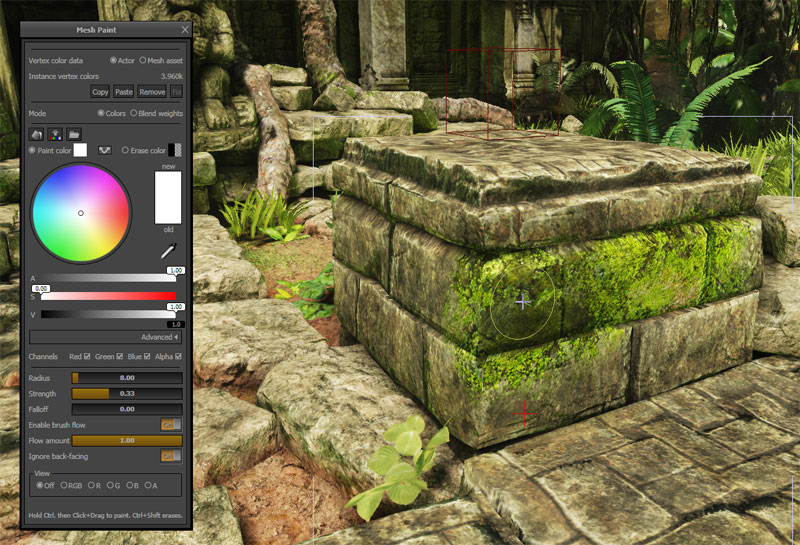 Mesh Paint
Vertex color data Actor Mesh asset
Instance vertex colors 3.960k
Copy Paste Remove Fix
Mode Colors Blend weights
Paint color Erase color
new
old
A 1.00
S 0.00
V 1.00
1.0
Advanced
Channels Red Green Blue Alpha
Radius 8.00
Strength 0.33
Falloff 0.00
Enable brush flow
Flow amount 1.00
Ignore back-facing
View
Off RGB R G B A
Hold Ctrl, then Click+Drag to paint. Ctrl+Shift erases.